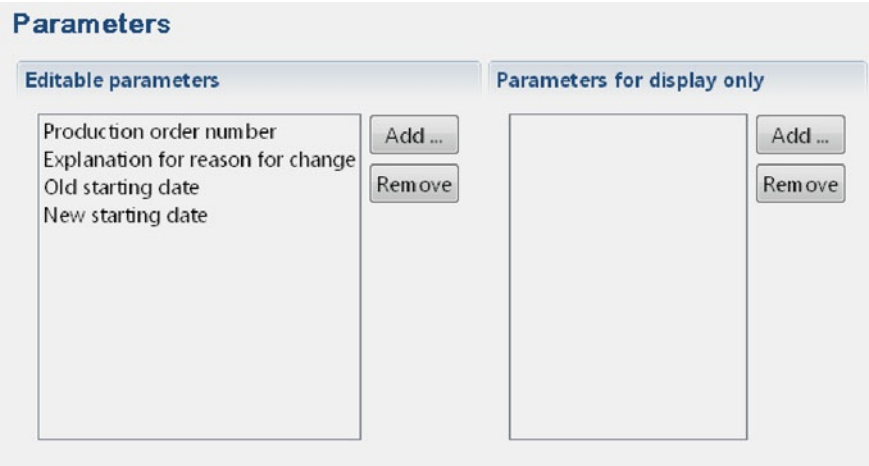 Parameters
Editable parameters
Parameters for display only
Production order number
Explanation for reason for change
Old starting date
New starting date
Add ...
Remove
Add ...
Remove